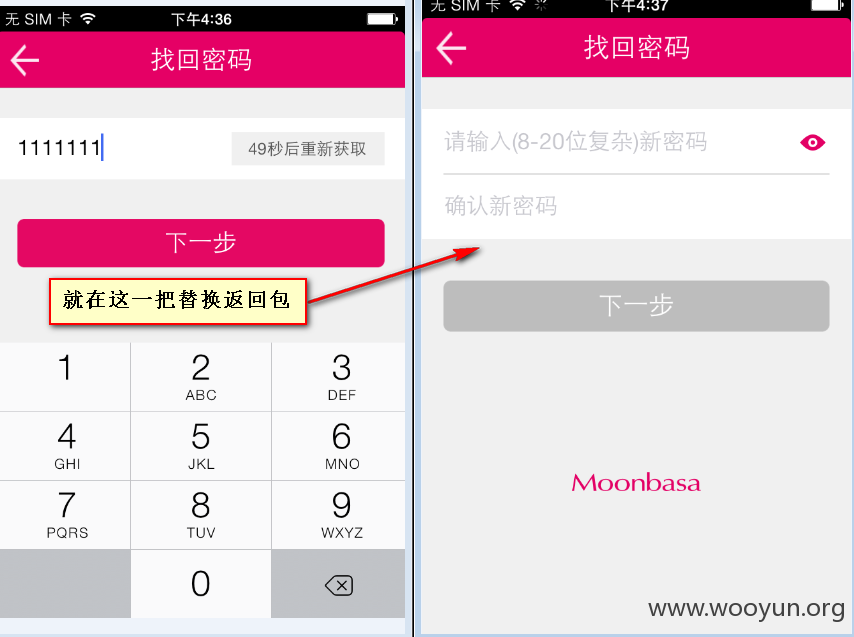 无 SIM 卡 下午4:36
找回密码
1111111 49秒后重新获取
下一步
就在这一把替换返回包
1 2 3
ABC DEF
4 5 6
GHI JKL MNO
7 8 9
PQRS TUV WXYZ
0
无 SIM 卡 下午4:37
找回密码
请输入(8-20位复杂)新密码
确认新密码
下一步
Moonbasa
www.wooyun.org